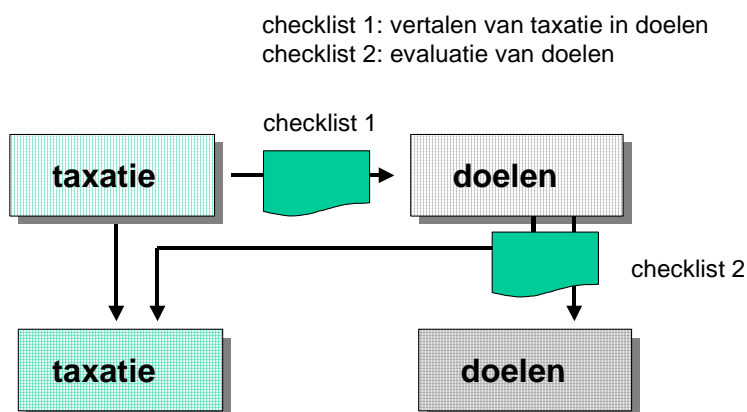 checklist 1: vertalen van taxatie in doelen
checklist 2: evaluatie van doelen
checklist 1
taxatie
doelen
checklist 2
taxatie
doelen